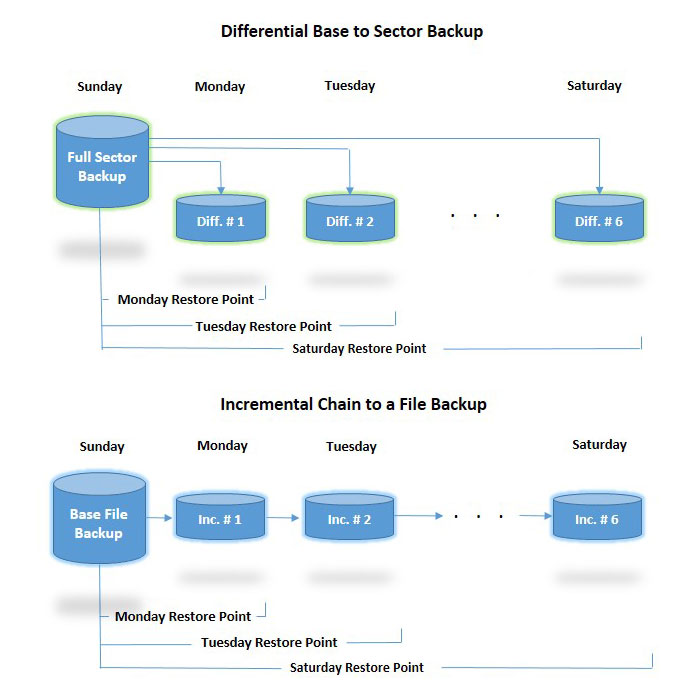 Differential Base to Sector Backup
Sunday Monday Tuesday Saturday
Full Sector
Backup
Diff. # 1 Diff. # 2 . . . Diff. # 6
Monday Restore Point
Tuesday Restore Point
Saturday Restore Point
Incremental Chain to a File Backup
Sunday Monday Tuesday Saturday
Base File
Backup
Inc. # 1 Inc. # 2 . . . Inc. # 6
Monday Restore Point
Tuesday Restore Point
Saturday Restore Point